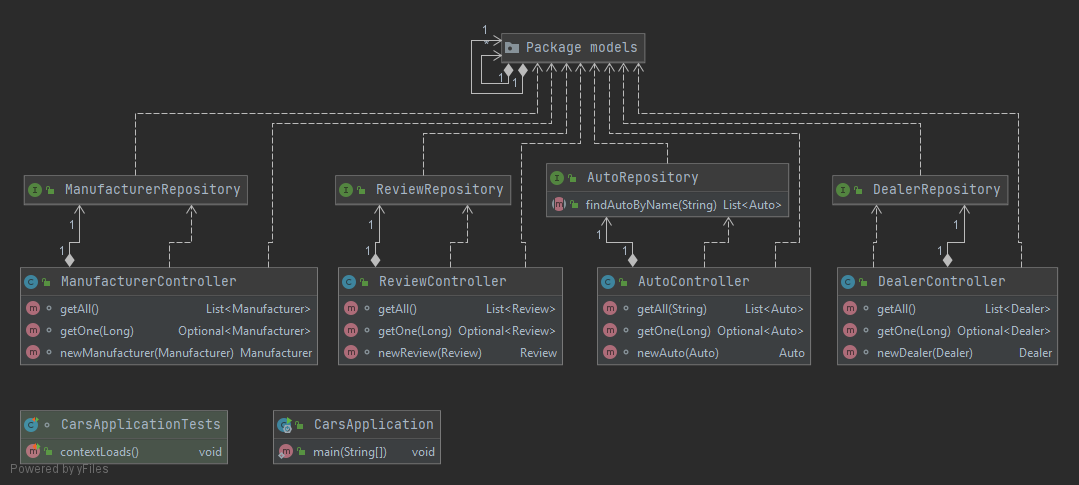 1
*
Package models
1
1
ManufacturerRepository
ReviewRepository
AutoRepository
findAutoByName(String) List<Auto>
DealerRepository
1
1
1
1
1
1
1
1
ManufacturerController
getAll() List<Manufacturer>
getOne(Long) Optional<Manufacturer>
newManufacturer(Manufacturer) Manufacturer
ReviewController
getAll() List<Review>
getOne(Long) Optional<Review>
newReview(Review) Review
AutoController
getAll(String) List<Auto>
getOne(Long) Optional<Auto>
newAuto(Auto) Auto
DealerController
getAll() List<Dealer>
getOne(Long) Optional<Dealer>
newDealer(Dealer) Dealer
CarsApplicationTests
contextLoads() void
CarsApplication
main(String[]) void
Powered by yFiles